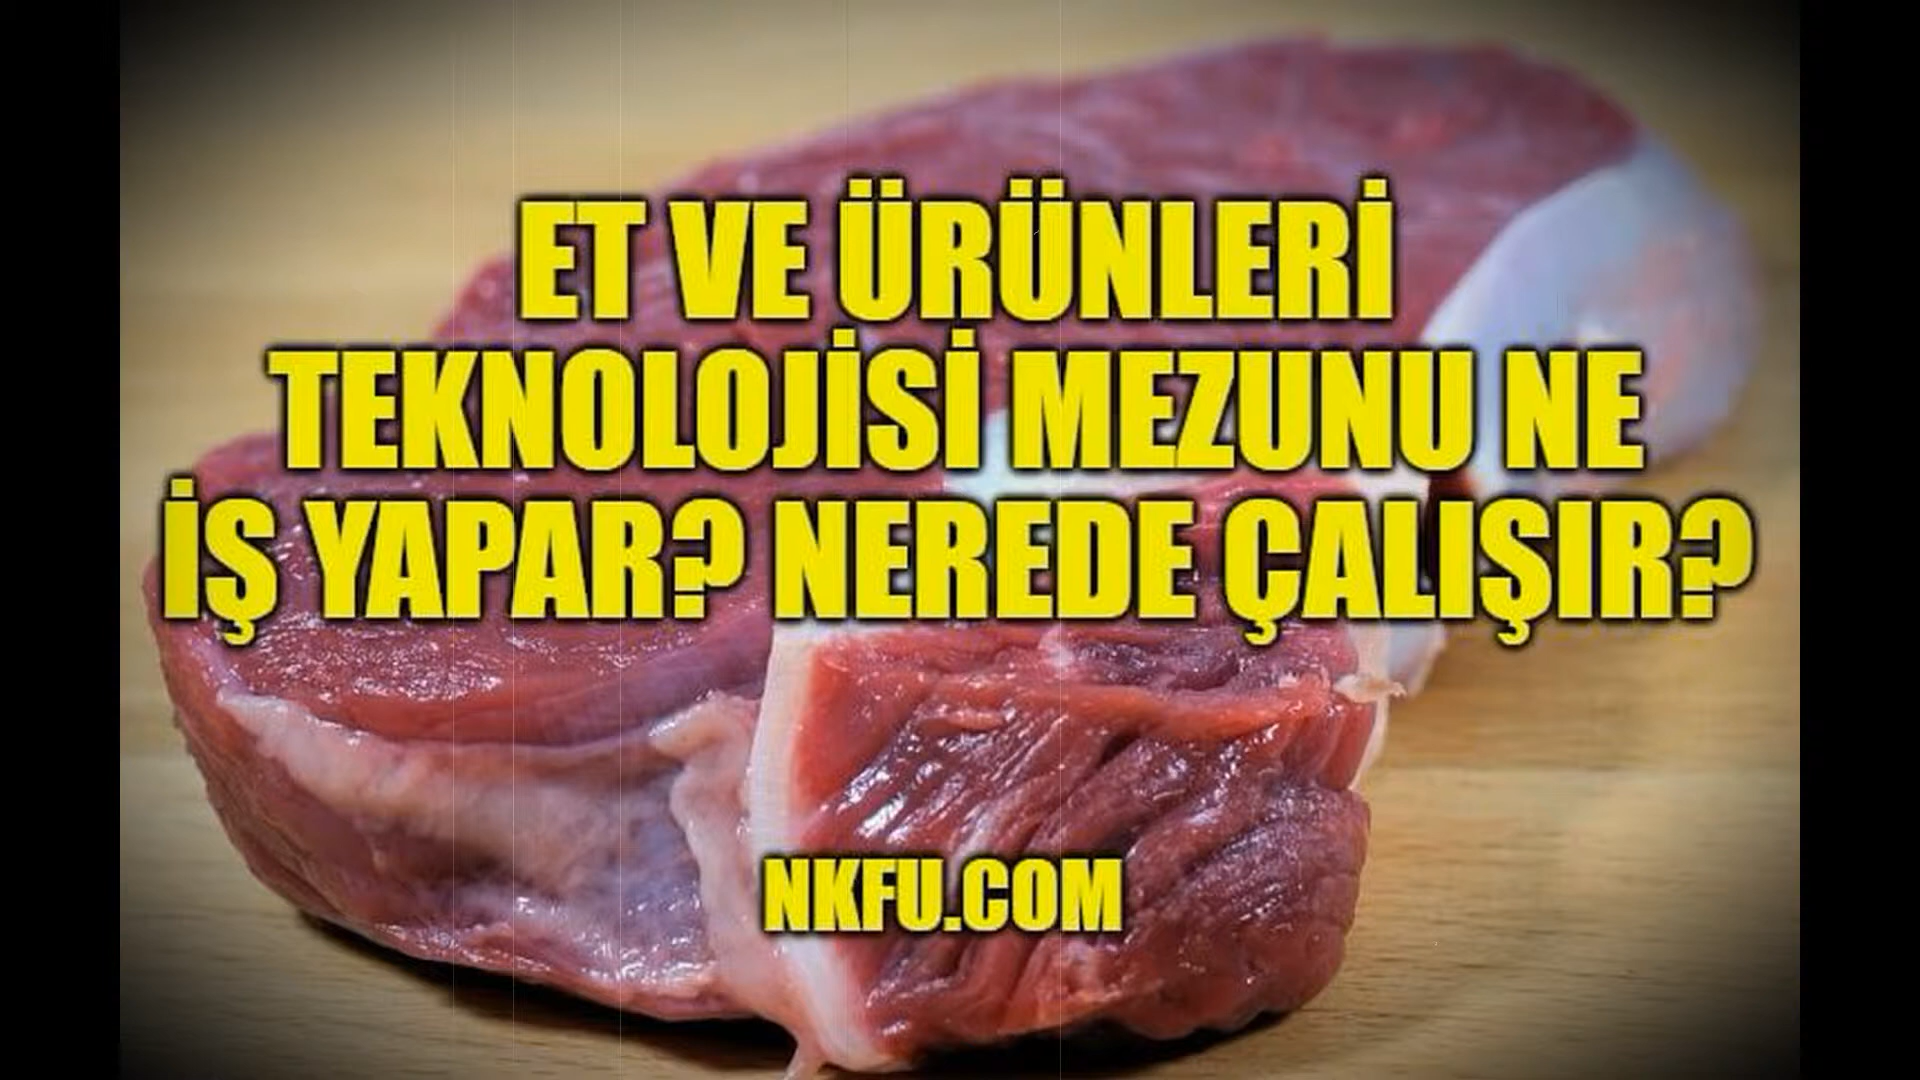 ET VE ÜRÜNLERİ
TEKNOLOJİSİ MEZUNU NE
İŞ YAPAR? NEREDE ÇALIŞIR?
NKFU.COM